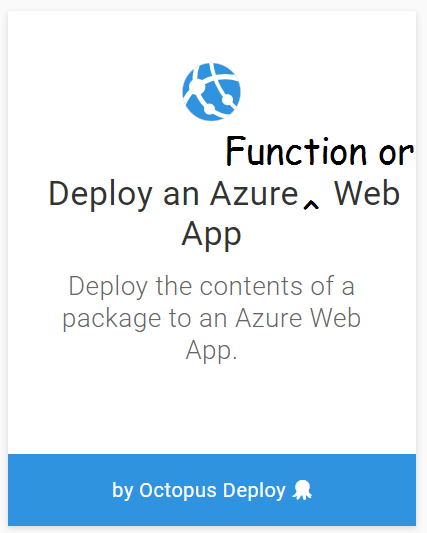 Function or
Deploy an Azure ^ Web
App
Deploy the contents of a
package to an Azure Web
App.
by Octopus Deploy